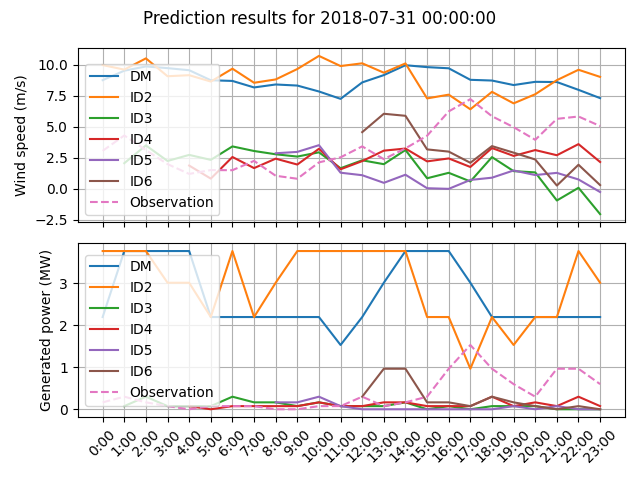 Prediction results for 2018-07-31 00:00:00
Wind speed (m/s)
10.0
7.5
5.0
2.5
0.0
−2.5
DM
ID2
ID3
ID4
ID5
ID6
Observation
Generated power (MW)
3
2
1
0
DM
ID2
ID3
ID4
ID5
ID6
Observation
0:00 1:00 2:00 3:00 4:00 5:00 6:00 7:00 8:00 9:00 10:00 11:00 12:00 13:00 14:00 15:00 16:00 17:00 18:00 19:00 20:00 21:00 22:00 23:00